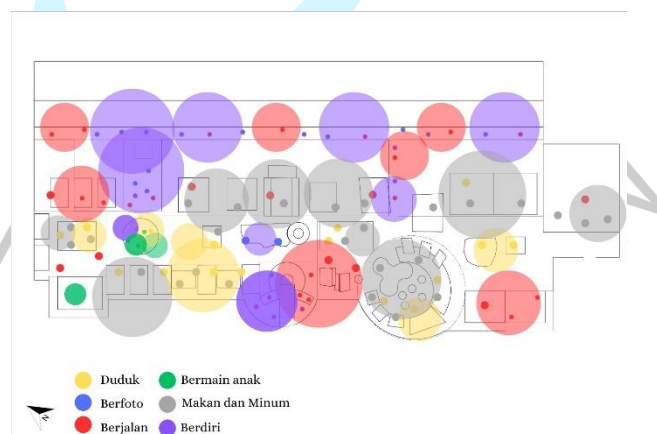 Duduk
Bermain anak
Berfoto
Makan dan Minum
Berjalan
Berdiri
N